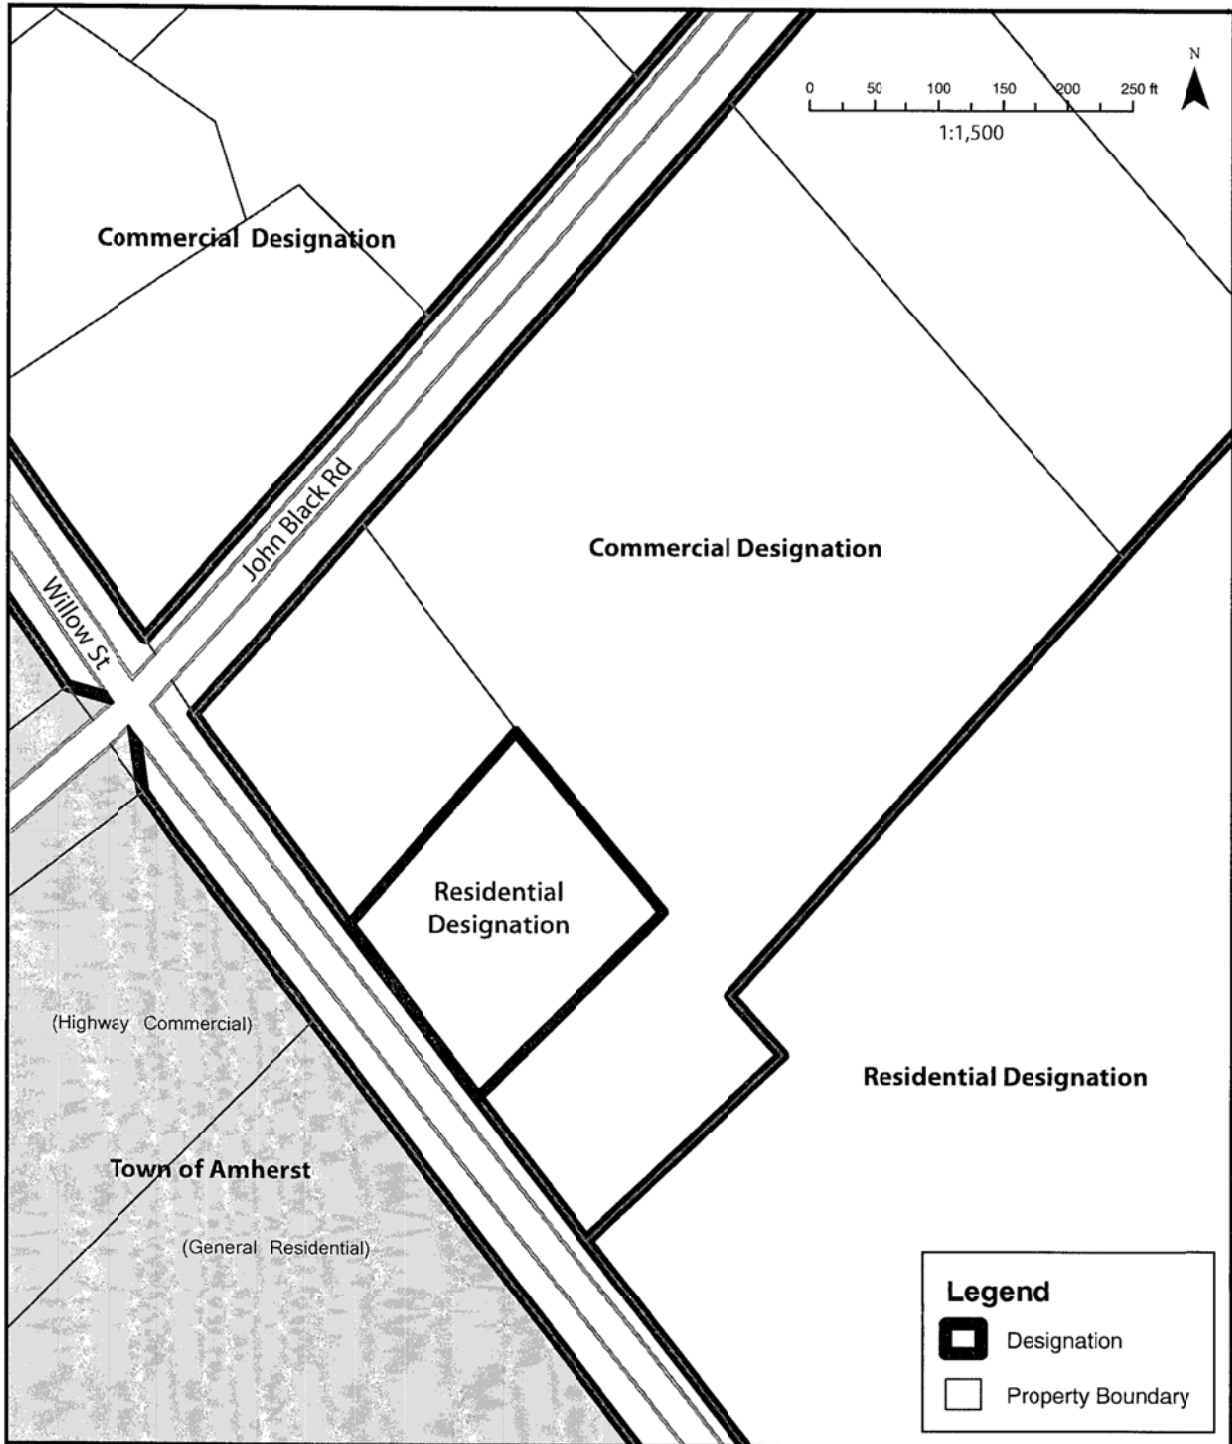 N
0 50 100 150 200 250 ft
1:1,500
Commercial Designation
John Black Rd
Commercial Designation
Willow St
Residential
Designation
(Highway Commercial)
Residential Designation
Town of Amherst
(General Residential)
Legend
Designation
Property Boundary